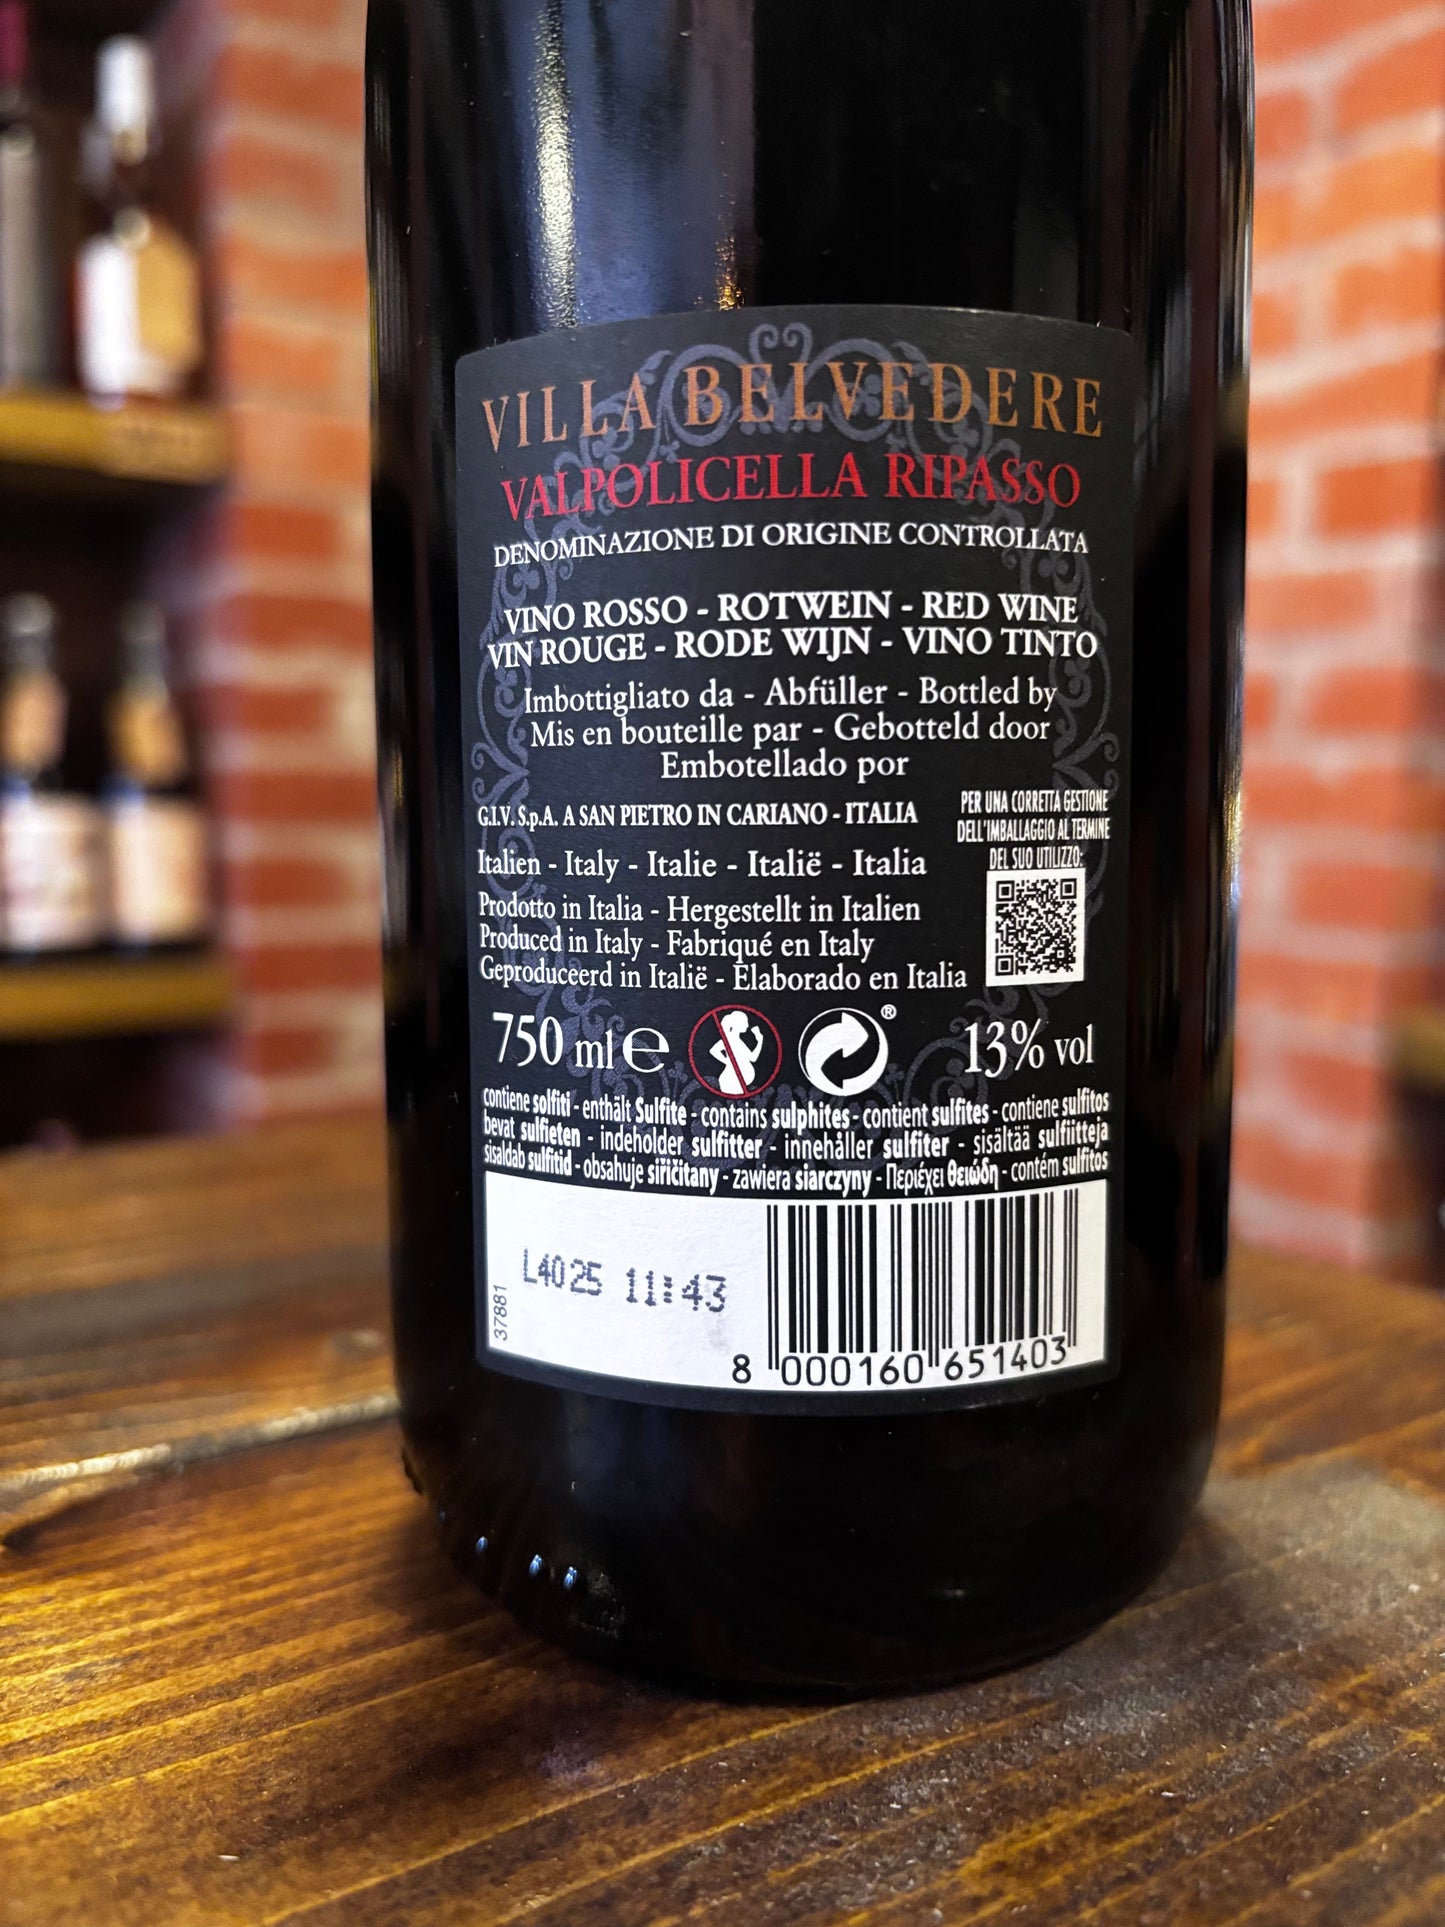 VILLA BELVEDERE
VALPOLICELLA RIPASSO
DENOMINAZIONE DI ORIGINE CONTROLLATA
VINO ROSSO - ROTWEIN - RED WINE
VIN ROUGE - RODE WIJN - VINO TINTO
Imbottigliato da - Abfüller - Bottled by
Mis en bouteille par - Gebotteld door
Embotellado por
G.I.V. S.p.A. A SAN PIETRO IN CARIANO - ITALIA
Italien - Italy - Italie - Italië - Italia
Prodotto in Italia - Hergestellt in Italien
Produced in Italy - Fabriqué en Italy
Geproduceerd in Italië - Elaborado en Italia
PER UNA CORRETTA GESTIONE
DELL'IMBALLAGGIO AL TERMINE
DEL SUO UTILIZZO:
750 ml e ® 13% vol
contiene solfiti - enthält Sulfite - contains sulphites - contient sulfites - contiene sulfitos
bevat sulfieten - indeholder sulfitter - innehåller sulfiter - sisältää sulfiitteja
sisaldab sulfitid - obsahuje siřičitany - zawiera siarczyny - Περιέχει θειώδη - contém sulfitos
L4025 11:43
37881
8 000160 651403